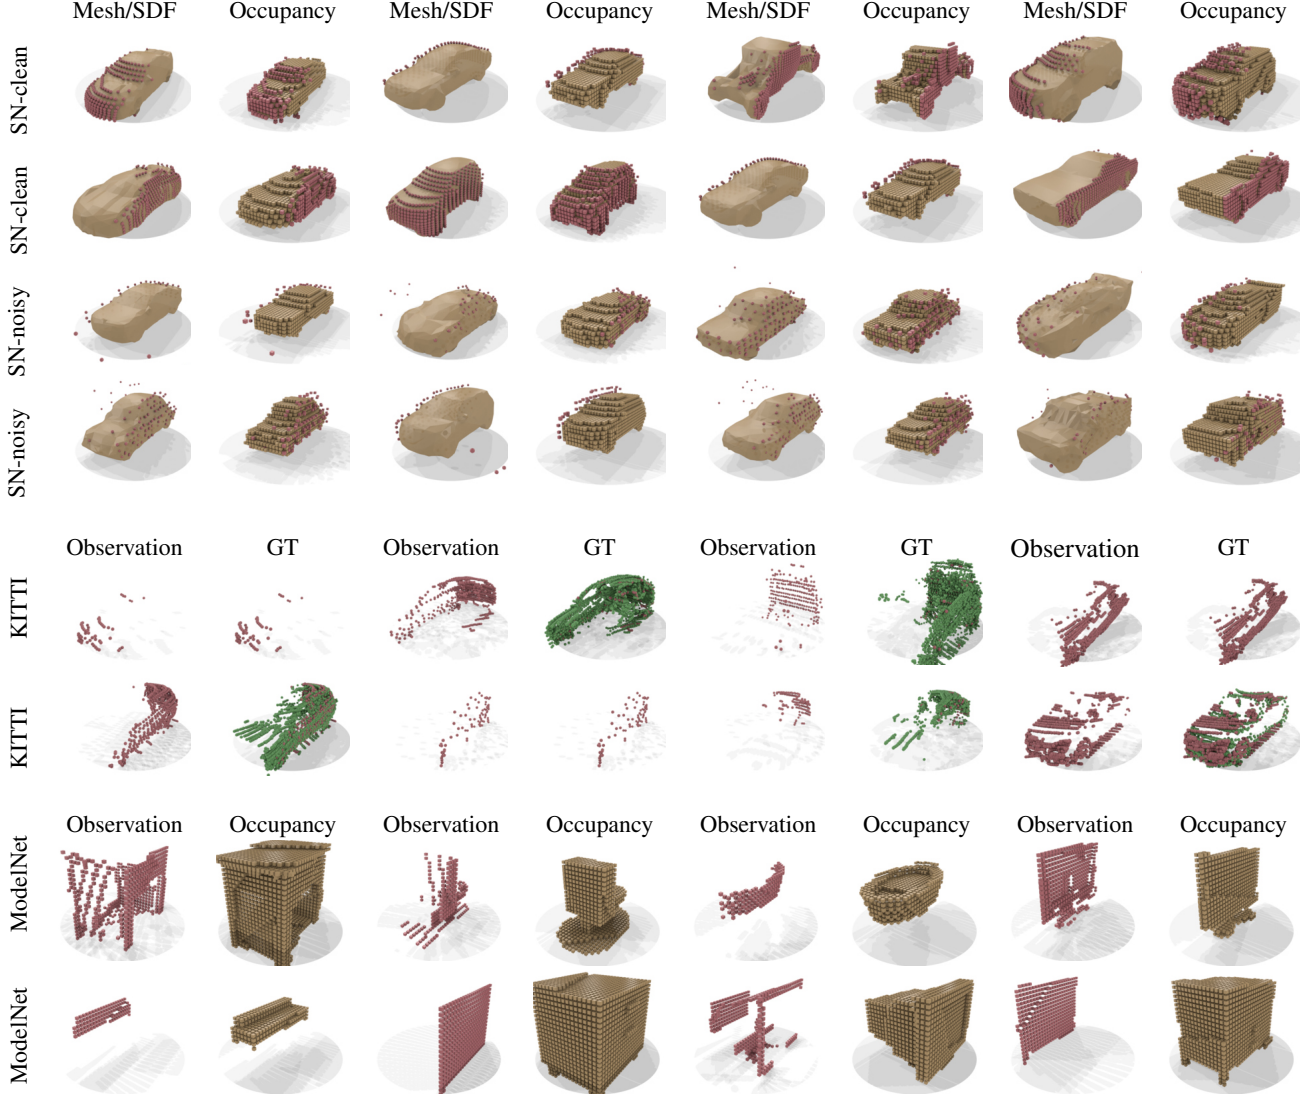 Mesh/SDF Occupancy Mesh/SDF Occupancy Mesh/SDF Occupancy Mesh/SDF Occupancy
SN-clean
SN-clean
SN-noisy
SN-noisy
Observation GT Observation GT Observation GT Observation GT
KITTI
KITTI
Observation Occupancy Observation Occupancy Observation Occupancy Observation Occupancy
ModelNet
ModelNet